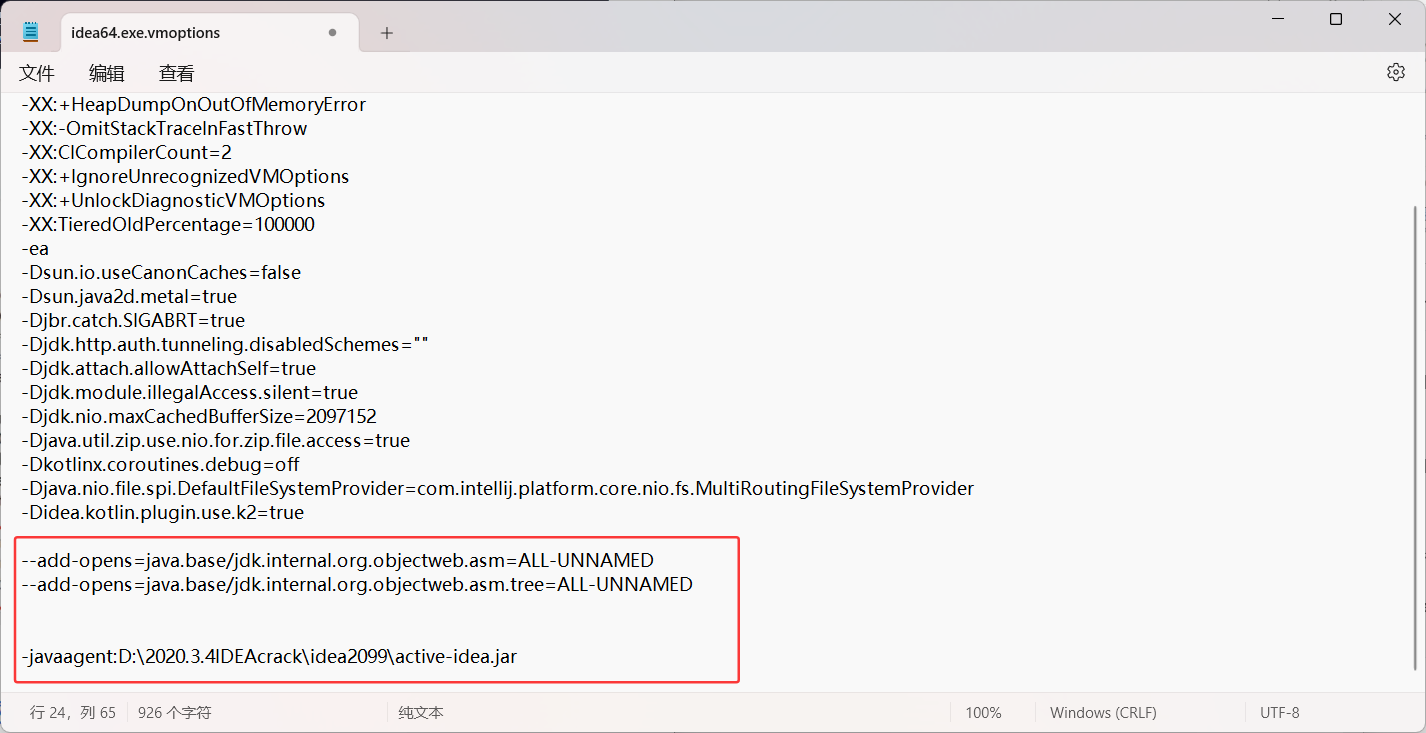 idea64.exe.vmoptions
文件 编辑 查看
-XX:+HeapDumpOnOutOfMemoryError
-XX:-OmitStackTraceInFastThrow
-XX:CICompilerCount=2
-XX:+IgnoreUnrecognizedVMOptions
-XX:+UnlockDiagnosticVMOptions
-XX:TieredOldPercentage=100000
-ea
-Dsun.io.useCanonCaches=false
-Dsun.java2d.metal=true
-Djbr.catch.SIGABRT=true
-Djdk.http.auth.tunneling.disabledSchemes=""
-Djdk.attach.allowAttachSelf=true
-Djdk.module.illegalAccess.silent=true
-Djdk.nio.maxCachedBufferSize=2097152
-Djava.util.zip.use.nio.for.zip.file.access=true
-Dkotlinx.coroutines.debug=off
-Djava.nio.file.spi.DefaultFileSystemProvider=com.intellij.platform.core.nio.fs.MultiRoutingFileSystemProvider
-Didea.kotlin.plugin.use.k2=true
--add-opens=java.base/jdk.internal.org.objectweb.asm=ALL-UNNAMED
--add-opens=java.base/jdk.internal.org.objectweb.asm.tree=ALL-UNNAMED
-javaagent:D:\2020.3.4IDEAcrack\idea2099\active-idea.jar
行 24，列 65 926 个字符 纯文本 100% Windows (CRLF) UTF-8